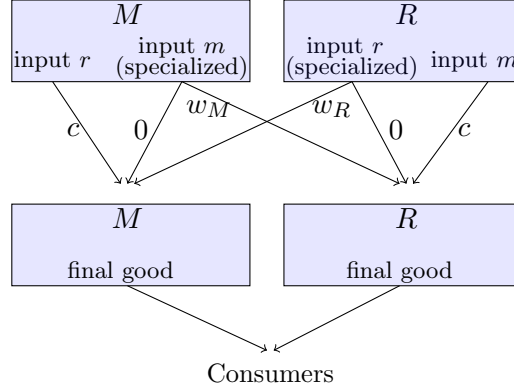 M
input r
input m
(specialized)
R
input r
(specialized)
input m
c
0
w_M
w_R
0
c
M
final good
R
final good
Consumers